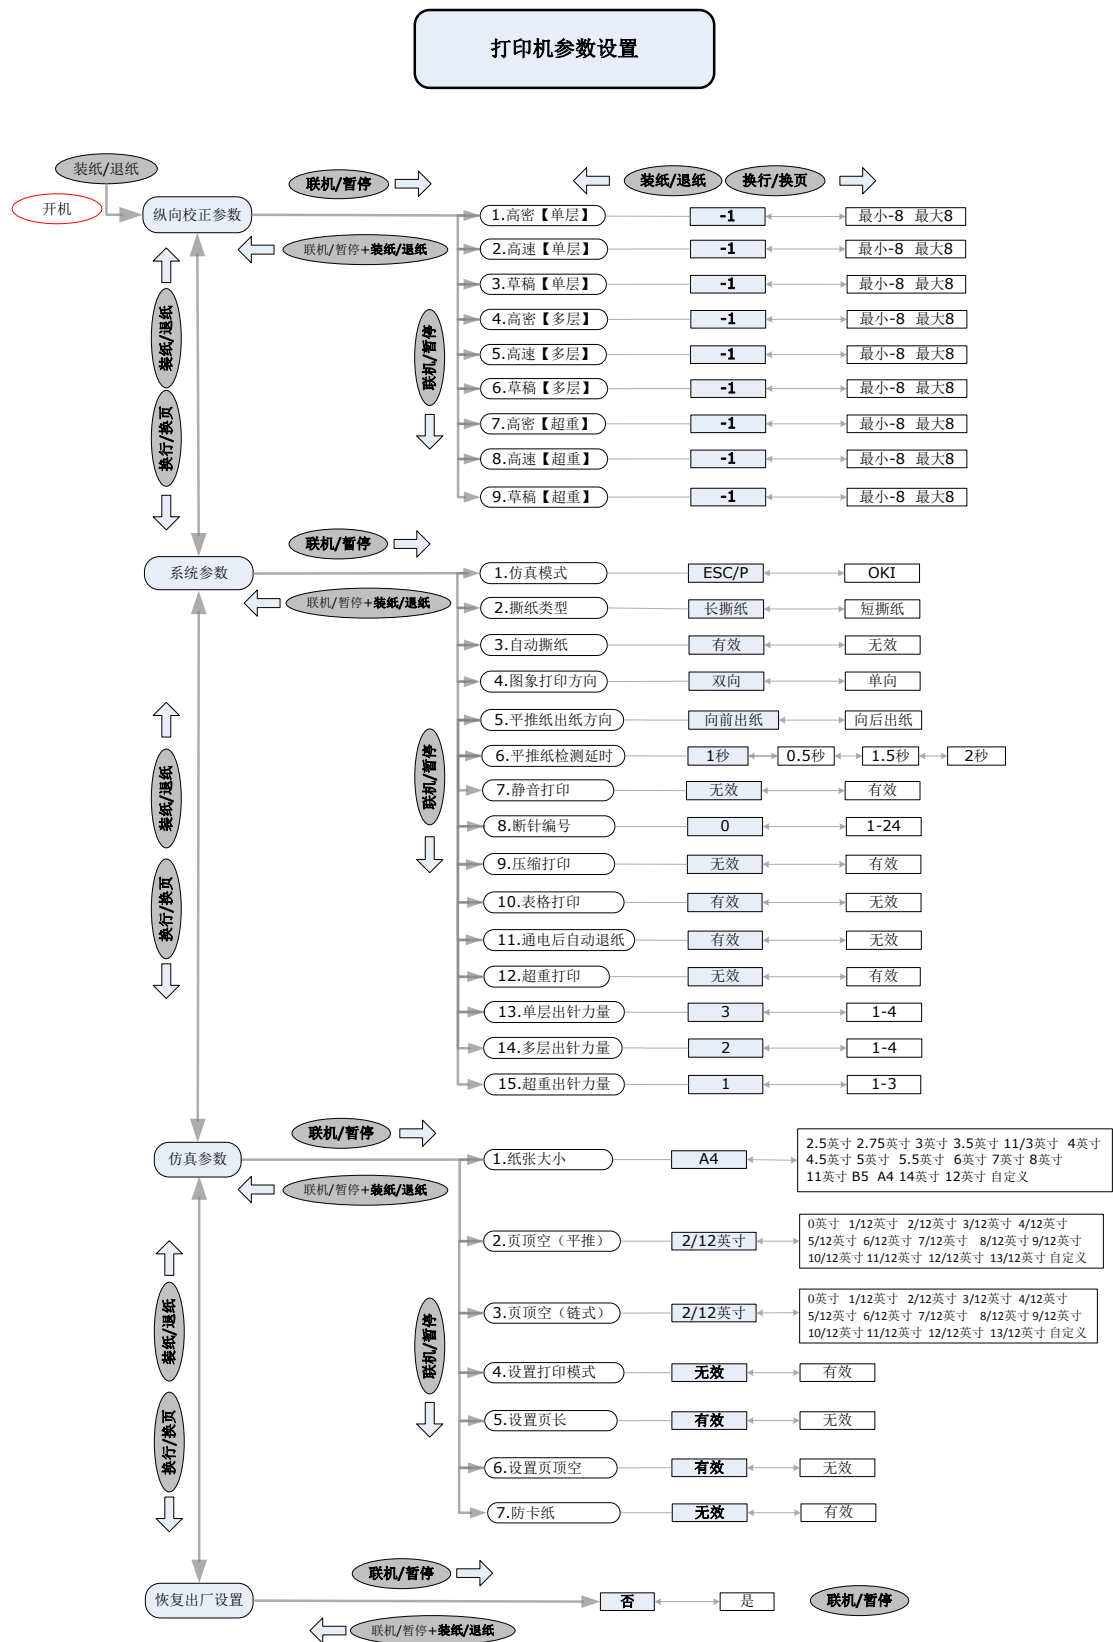 打印机参数设置
装纸/退纸
开机
纵向校正参数
联机/暂停
装纸/退纸 换行/换页
联机/暂停+装纸/退纸
1.高密【单层】 -1 最小-8 最大8
2.高速【单层】 -1 最小-8 最大8
3.草稿【单层】 -1 最小-8 最大8
4.高密【多层】 -1 最小-8 最大8
5.高速【多层】 -1 最小-8 最大8
6.草稿【多层】 -1 最小-8 最大8
7.高密【超重】 -1 最小-8 最大8
8.高速【超重】 -1 最小-8 最大8
9.草稿【超重】 -1 最小-8 最大8
装纸/退纸
换行/换页
联机/暂停
联机/暂停
系统参数
联机/暂停+装纸/退纸
1.仿真模式 ESC/P OKI
2.撕纸类型 长撕纸 短撕纸
3.自动撕纸 有效 无效
4.图象打印方向 双向 单向
5.平推纸出纸方向 向前出纸 向后出纸
6.平推纸检测延时 1秒 0.5秒 1.5秒 2秒
7.静音打印 无效 有效
8.断针编号 0 1-24
9.压缩打印 无效 有效
10.表格打印 有效 无效
11.通电后自动退纸 有效 无效
12.超重打印 无效 有效
13.单层出针力量 3 1-4
14.多层出针力量 2 1-4
15.超重出针力量 1 1-3
装纸/退纸
换行/换页
联机/暂停
联机/暂停
仿真参数
联机/暂停+装纸/退纸
1.纸张大小 A4
2.5英寸 2.75英寸 3英寸 3.5英寸 11/3英寸 4英寸
4.5英寸 5英寸 5.5英寸 6英寸 7英寸 8英寸
11英寸 B5 A4 14英寸 12英寸 自定义
2.页顶空（平推） 2/12英寸
0英寸 1/12英寸 2/12英寸 3/12英寸 4/12英寸
5/12英寸 6/12英寸 7/12英寸 8/12英寸 9/12英寸
10/12英寸 11/12英寸 12/12英寸 13/12英寸 自定义
3.页顶空（链式） 2/12英寸
0英寸 1/12英寸 2/12英寸 3/12英寸 4/12英寸
5/12英寸 6/12英寸 7/12英寸 8/12英寸 9/12英寸
10/12英寸 11/12英寸 12/12英寸 13/12英寸 自定义
4.设置打印模式 无效 有效
5.设置页长 有效 无效
6.设置页顶空 有效 无效
7.防卡纸 无效 有效
装纸/退纸
换行/换页
联机/暂停
联机/暂停
恢复出厂设置 否 是 联机/暂停
联机/暂停+装纸/退纸